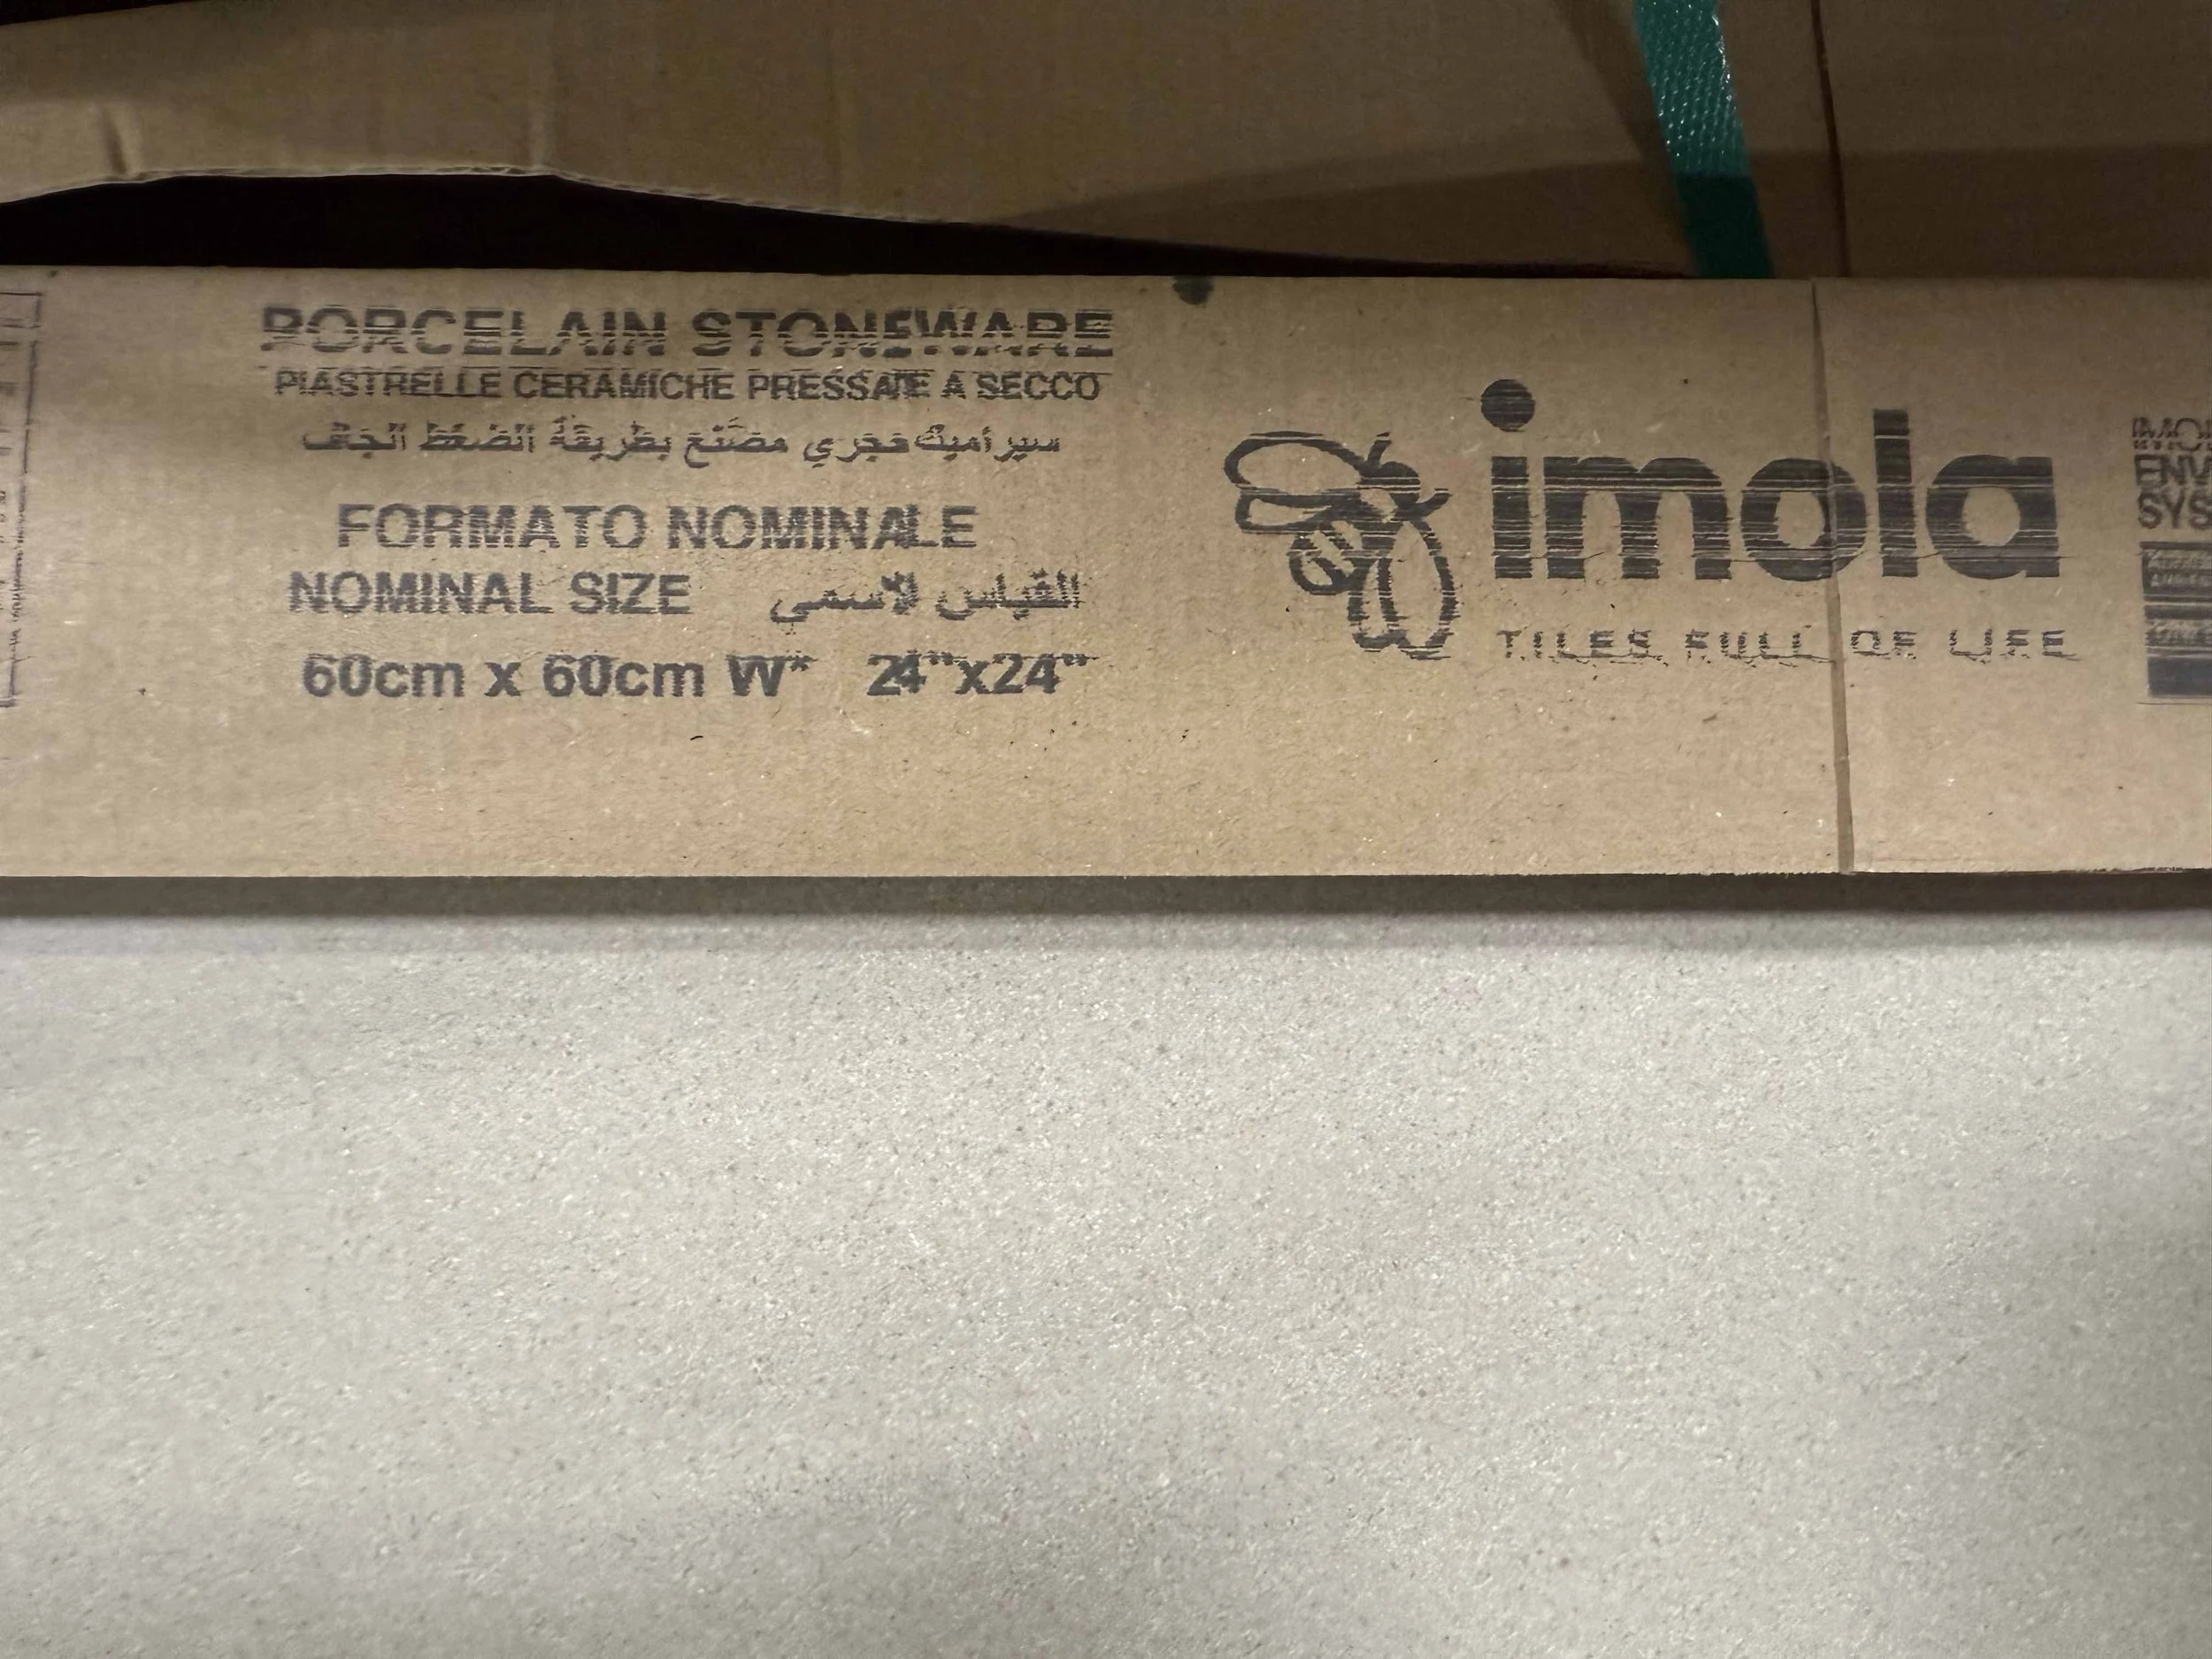 PORCELAIN STONEWARE
PIASTRELLE CERAMICHE PRESSATE A SECCO
سيراميك حجري مصنع بطريقة الضغط الجاف
FORMATO NOMINALE
NOMINAL SIZE القياس الاسمي
60cm x 60cm W* 24"x24"
imola
TILES FULL OF LIFE